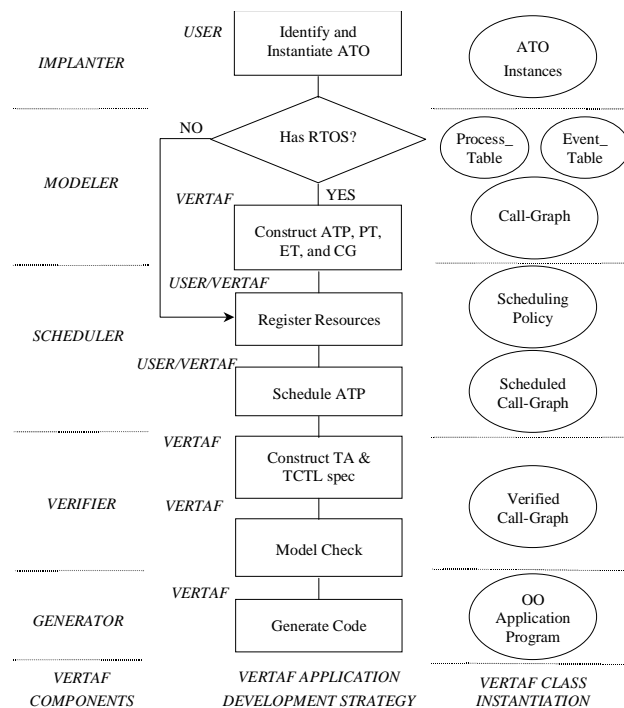 USER
Identify and
Instantiate ATO
IMPLANTER
ATO
Instances
NO
Has RTOS?
Process_
Table
Event_
Table
MODELER
VERTAF
YES
Construct ATP, PT,
ET, and CG
Call-Graph
USER/VERTAF
Register Resources
Scheduling
Policy
SCHEDULER
USER/VERTAF
Schedule ATP
Scheduled
Call-Graph
VERTAF
Construct TA &
TCTL spec
VERIFIER
VERTAF
Model Check
Verified
Call-Graph
VERTAF
GENERATOR
Generate Code
OO
Application
Program
VERTAF
COMPONENTS
VERTAF APPLICATION
DEVELOPMENT STRATEGY
VERTAF CLASS
INSTANTIATION